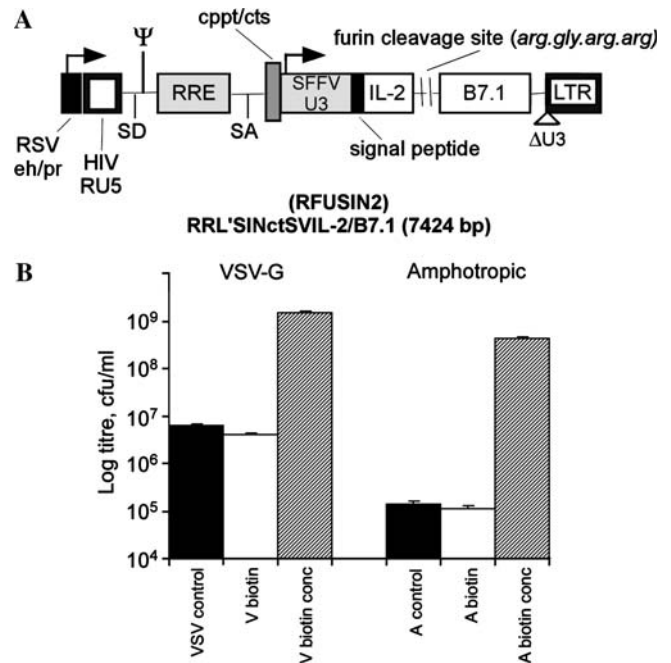 A
cppt/cts
furin cleavage site (arg.gly.arg.arg)
Ψ
RRE
SFFV
U3
IL-2
B7.1
LTR
SD
SA
ΔU3
RSV
eh/pr
HIV
RU5
signal peptide
(RFUSIN2)
RRL'SINctSVIL-2/B7.1 (7424 bp)
B
VSV-G
Amphotropic
Log titre, cfu/ml
10⁹
10⁸
10⁷
10⁶
10⁵
10⁴
VSV control
V biotin
V biotin conc
A control
A biotin
A biotin conc